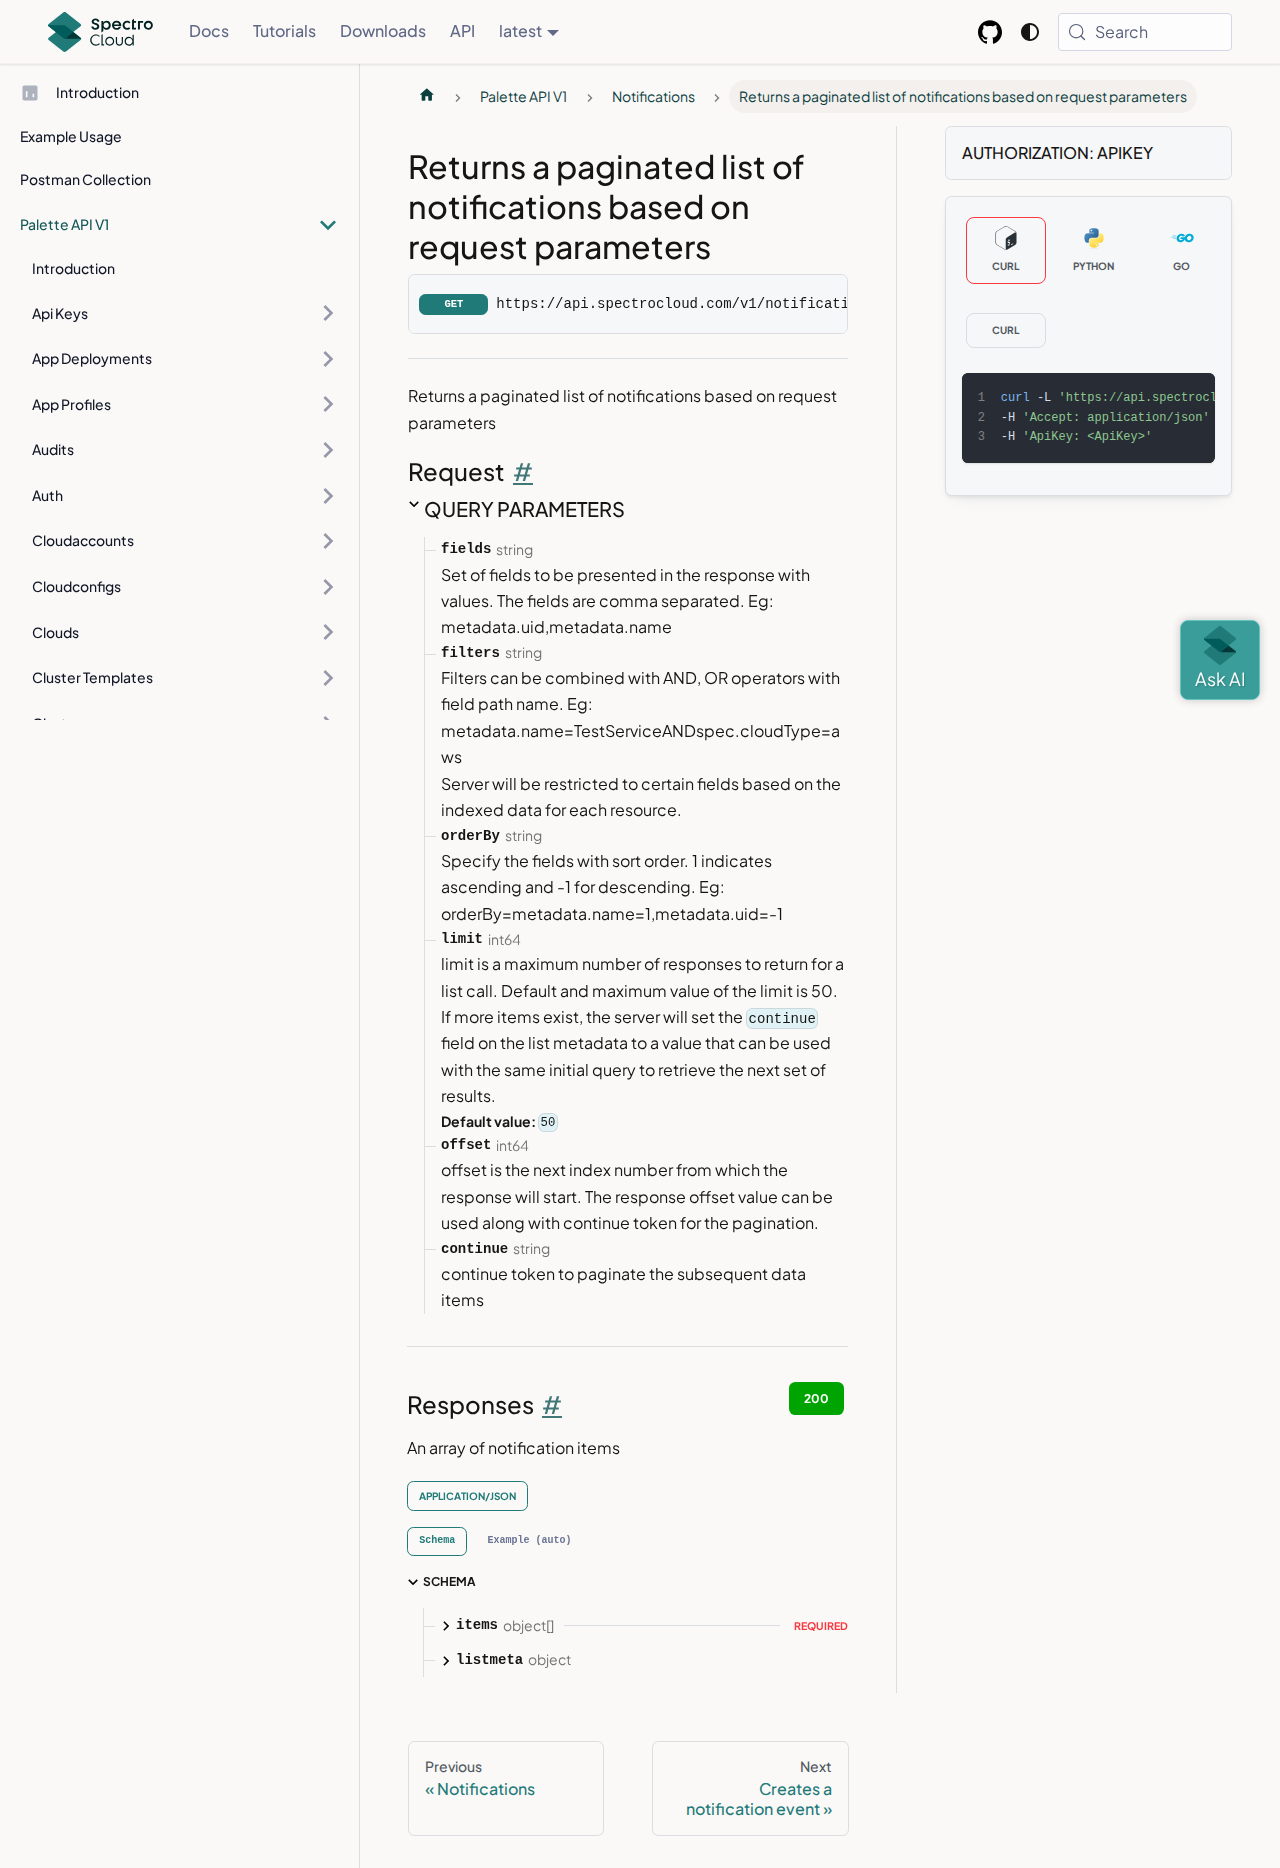 Spectro
Cloud
Docs
Tutorials
Downloads
API
latest
Search
Introduction
Example Usage
Postman Collection
Palette API V1
Introduction
Api Keys
App Deployments
App Profiles
Audits
Auth
Cloudaccounts
Cloudconfigs
Clouds
Cluster Templates
Palette API V1
Notifications
Returns a paginated list of notifications based on request parameters
Returns a paginated list of
notifications based on
request parameters
GET https://api.spectrocloud.com/v1/notificati
Returns a paginated list of notifications based on request
parameters
Request #
QUERY PARAMETERS
fields string
Set of fields to be presented in the response with
values. The fields are comma separated. Eg:
metadata.uid,metadata.name
filters string
Filters can be combined with AND, OR operators with
field path name. Eg:
metadata.name=TestServiceANDspec.cloudType=a
ws
Server will be restricted to certain fields based on the
indexed data for each resource.
orderBy string
Specify the fields with sort order. 1 indicates
ascending and -1 for descending. Eg:
orderBy=metadata.name=1,metadata.uid=-1
limit int64
limit is a maximum number of responses to return for a
list call. Default and maximum value of the limit is 50.
If more items exist, the server will set the continue
field on the list metadata to a value that can be used
with the same initial query to retrieve the next set of
results.
Default value: 50
offset int64
offset is the next index number from which the
response will start. The response offset value can be
used along with continue token for the pagination.
continue string
continue token to paginate the subsequent data
items
Responses #
200
An array of notification items
APPLICATION/JSON
Schema
Example (auto)
SCHEMA
items object[]
REQUIRED
listmeta object
Previous
« Notifications
Next
Creates a
notification event »
AUTHORIZATION: APIKEY
CURL
PYTHON
GO
CURL
1 curl -L 'https://api.spectrocl
2 -H 'Accept: application/json'
3 -H 'ApiKey: <ApiKey>'
Ask AI